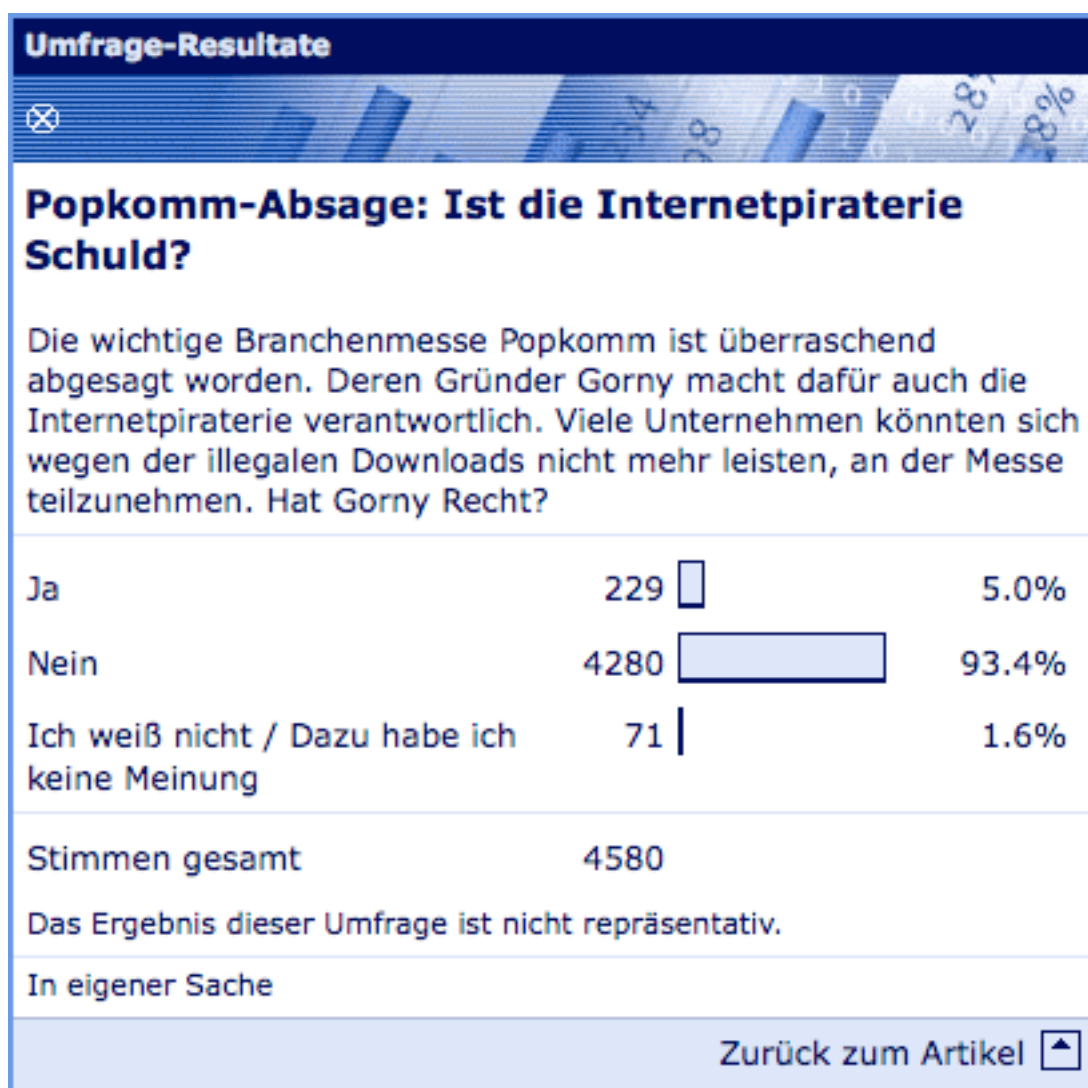 Umfrage-Resultate
234 08 28% 38%
Popkomm-Absage: Ist die Internetpiraterie
Schuld?
Die wichtige Branchenmesse Popkomm ist überraschend
abgesagt worden. Deren Gründer Gorny macht dafür auch die
Internetpiraterie verantwortlich. Viele Unternehmen könnten sich
wegen der illegalen Downloads nicht mehr leisten, an der Messe
teilzunehmen. Hat Gorny Recht?
Ja 229 5.0%
Nein 4280 93.4%
Ich weiß nicht / Dazu habe ich 71 1.6%
keine Meinung
Stimmen gesamt 4580
Das Ergebnis dieser Umfrage ist nicht repräsentativ.
In eigener Sache
Zurück zum Artikel